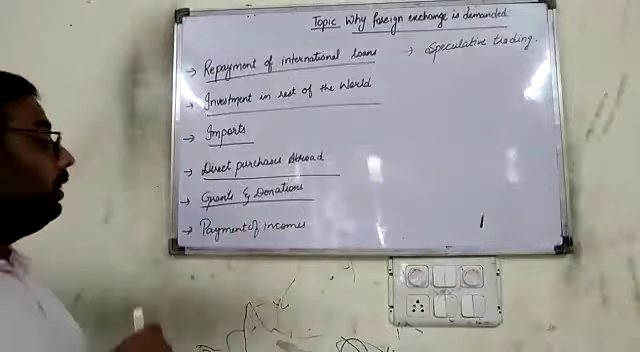 Topic Why foreign exchange is demanded
→ Repayment of international loans
→ Investment in rest of the World
→ Imports
→ Direct purchases Abroad
→ Grants & Donations
→ Payment of incomes
→ Speculative trading.